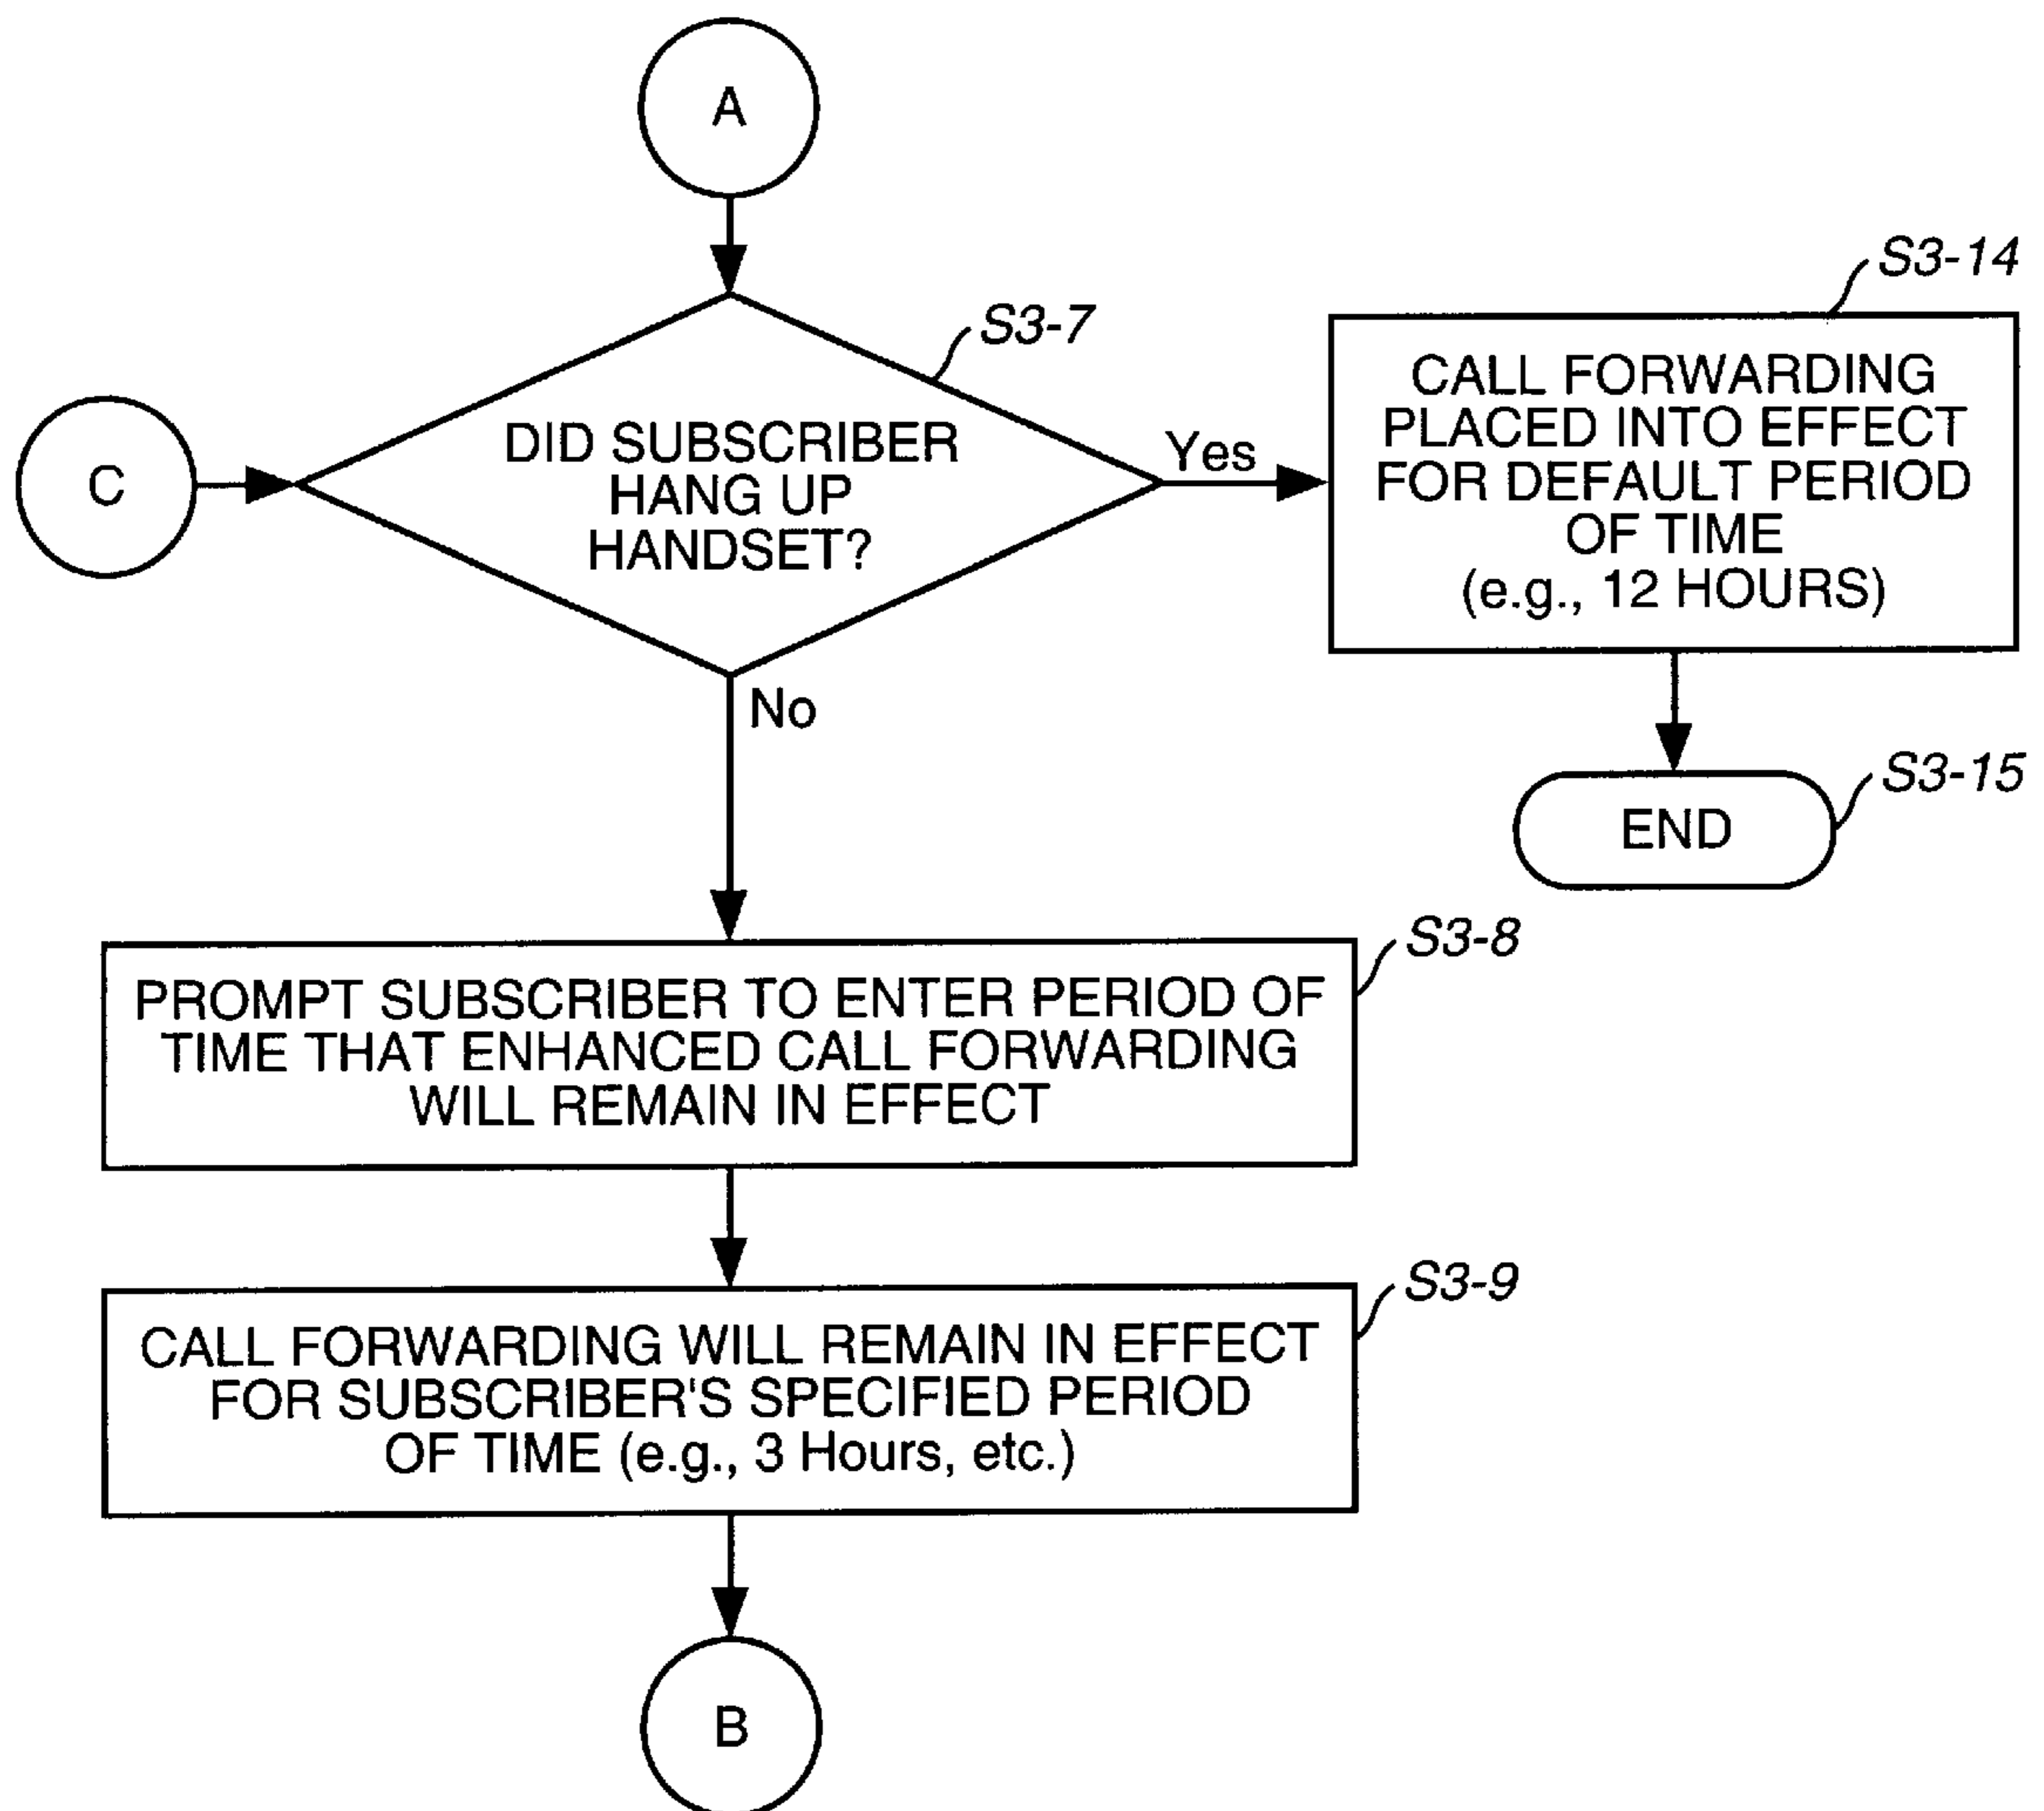 A
S3-7
DID SUBSCRIBER
HANG UP
HANDSET?
C
Yes
S3-14
CALL FORWARDING
PLACED INTO EFFECT
FOR DEFAULT PERIOD
OF TIME
(e.g., 12 HOURS)
S3-15
END
No
S3-8
PROMPT SUBSCRIBER TO ENTER PERIOD OF
TIME THAT ENHANCED CALL FORWARDING
WILL REMAIN IN EFFECT
S3-9
CALL FORWARDING WILL REMAIN IN EFFECT
FOR SUBSCRIBER'S SPECIFIED PERIOD
OF TIME (e.g., 3 Hours, etc.)
B